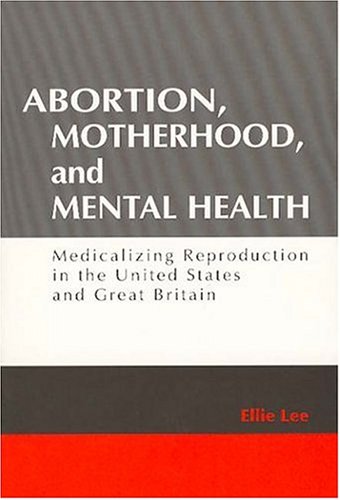 ABORTION,
MOTHERHOOD,
and
MENTAL HEALTH
Medicalizing Reproduction
in the United States
and Great Britain
Ellie Lee